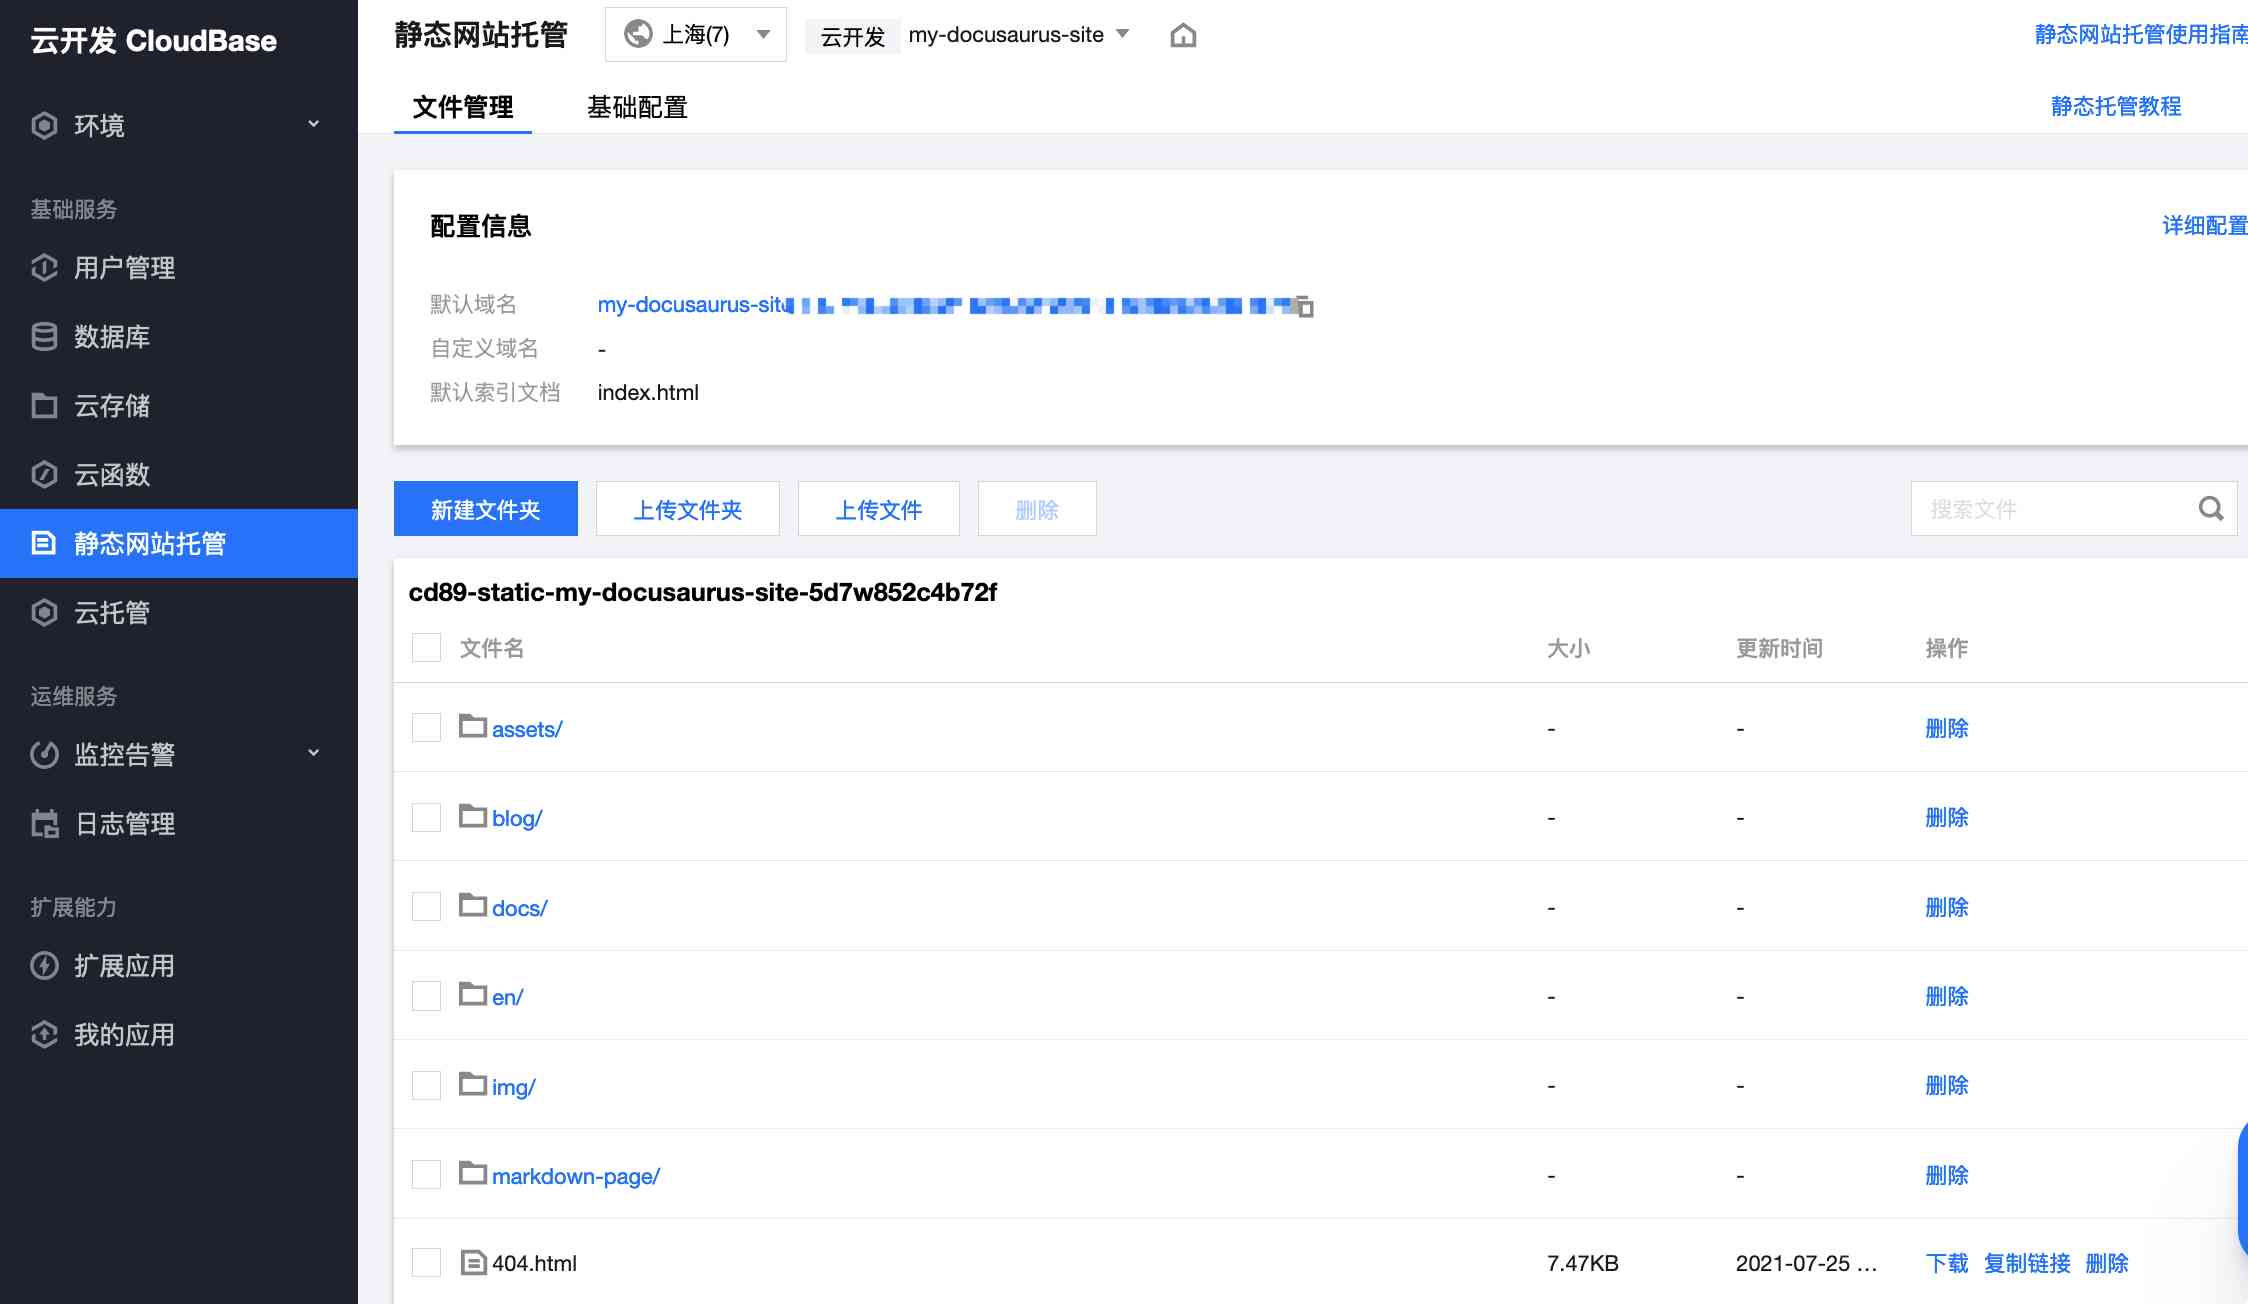 云开发 CloudBase
环境
基础服务
用户管理
数据库
云存储
云函数
静态网站托管
云托管
运维服务
监控告警
日志管理
扩展能力
扩展应用
我的应用
静态网站托管 上海(7) 云开发 my-docusaurus-site 静态网站托管使用指南
文件管理 基础配置 静态托管教程
配置信息 详细配置
默认域名 my-docusaurus-site
自定义域名 -
默认索引文档 index.html
新建文件夹 上传文件夹 上传文件 删除 搜索文件
cd89-static-my-docusaurus-site-5d7w852c4b72f
文件名 大小 更新时间 操作
assets/ - - 删除
blog/ - - 删除
docs/ - - 删除
en/ - - 删除
img/ - - 删除
markdown-page/ - - 删除
404.html 7.47KB 2021-07-25 ... 下载 复制链接 删除